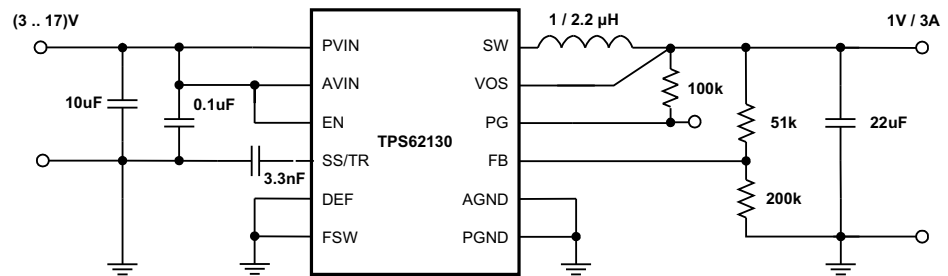 (3 .. 17)V
1 / 2.2 µH
1V / 3A
PVIN
SW
AVIN
VOS
10uF
0.1uF
100k
EN
PG
TPS62130
51k
22uF
SS/TR
FB
3.3nF
DEF
AGND
200k
FSW
PGND